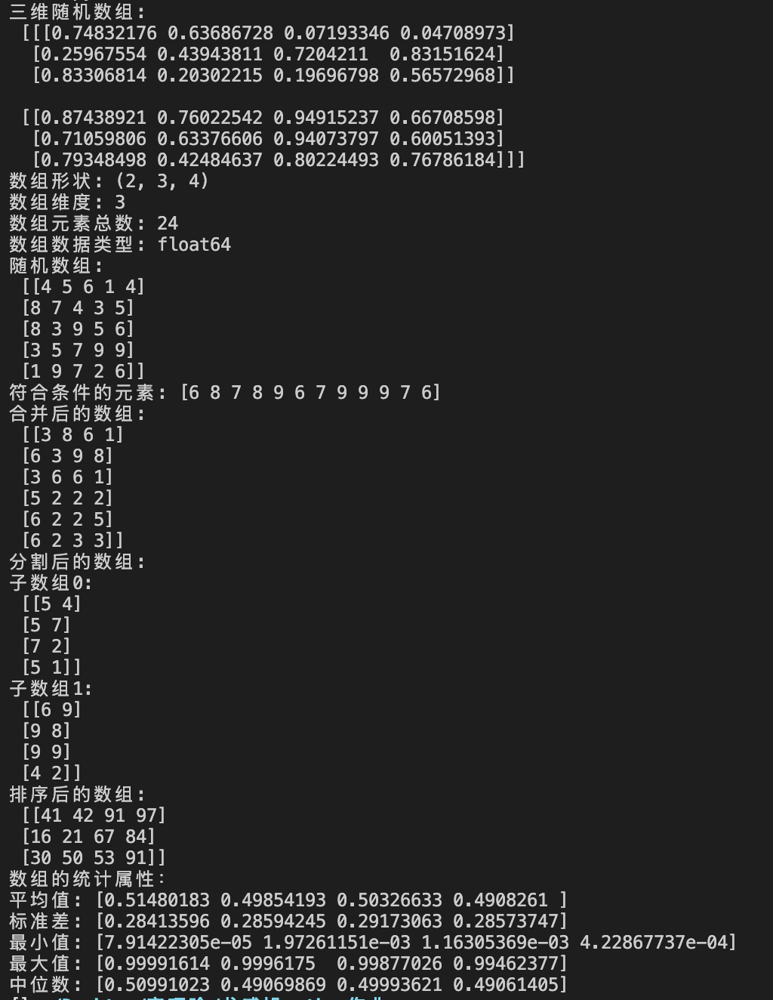 三维随机数组:
[[[0.74832176 0.63686728 0.07193346 0.04708973]
[0.25967554 0.43943811 0.7204211  0.83151624]
[0.83306814 0.20302215 0.19696798 0.56572968]]
[[0.87438921 0.76022542 0.94915237 0.66708598]
[0.71059806 0.63376606 0.94073797 0.60051393]
[0.79348498 0.42484637 0.80224493 0.76786184]]]
数组形状: (2, 3, 4)
数组维度: 3
数组元素总数: 24
数组数据类型: float64
随机数组:
[[4 5 6 1 4]
[8 7 4 3 5]
[8 3 9 5 6]
[3 5 7 9 9]
[1 9 7 2 6]]
符合条件的元素: [6 8 7 8 9 6 7 9 9 9 7 6]
合并后的数组:
[[3 8 6 1]
[6 3 9 8]
[3 6 6 1]
[5 2 2 2]
[6 2 2 5]
[6 2 3 3]]
分割后的数组:
子数组0:
[[5 4]
[5 7]
[7 2]
[5 1]]
子数组1:
[[6 9]
[9 8]
[9 9]
[4 2]]
排序后的数组:
[[41 42 91 97]
[16 21 67 84]
[30 50 53 91]]
数组的统计属性:
平均值: [0.51480183 0.49854193 0.50326633 0.4908261 ]
标准差: [0.28413596 0.28594245 0.29173063 0.28573747]
最小值: [7.91422305e-05 1.97261151e-03 1.16305369e-03 4.22867737e-04]
最大值: [0.99991614 0.9996175  0.99877026 0.99462377]
中位数: [0.50991023 0.49069869 0.49993621 0.49061405]